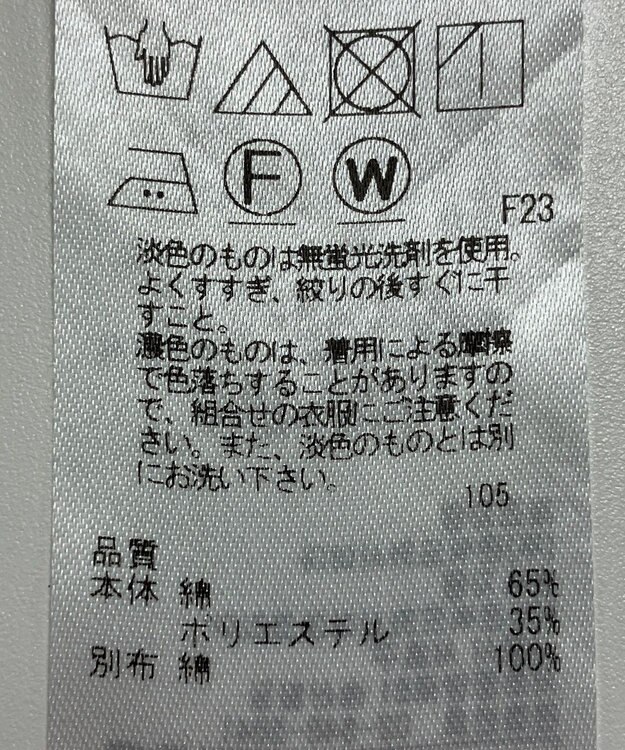 F W
F23
淡色のものは無蛍光洗剤を使用。
よくすすぎ、絞りの後すぐに干
すこと。
濃色のものは、着用による摩擦
で色落ちすることがありますの
で、組合せの衣服にご注意くだ
さい。また、淡色のものとは別
にお洗い下さい。
105
品質
本体 綿 65%
ポリエステル 35%
別布 綿 100%